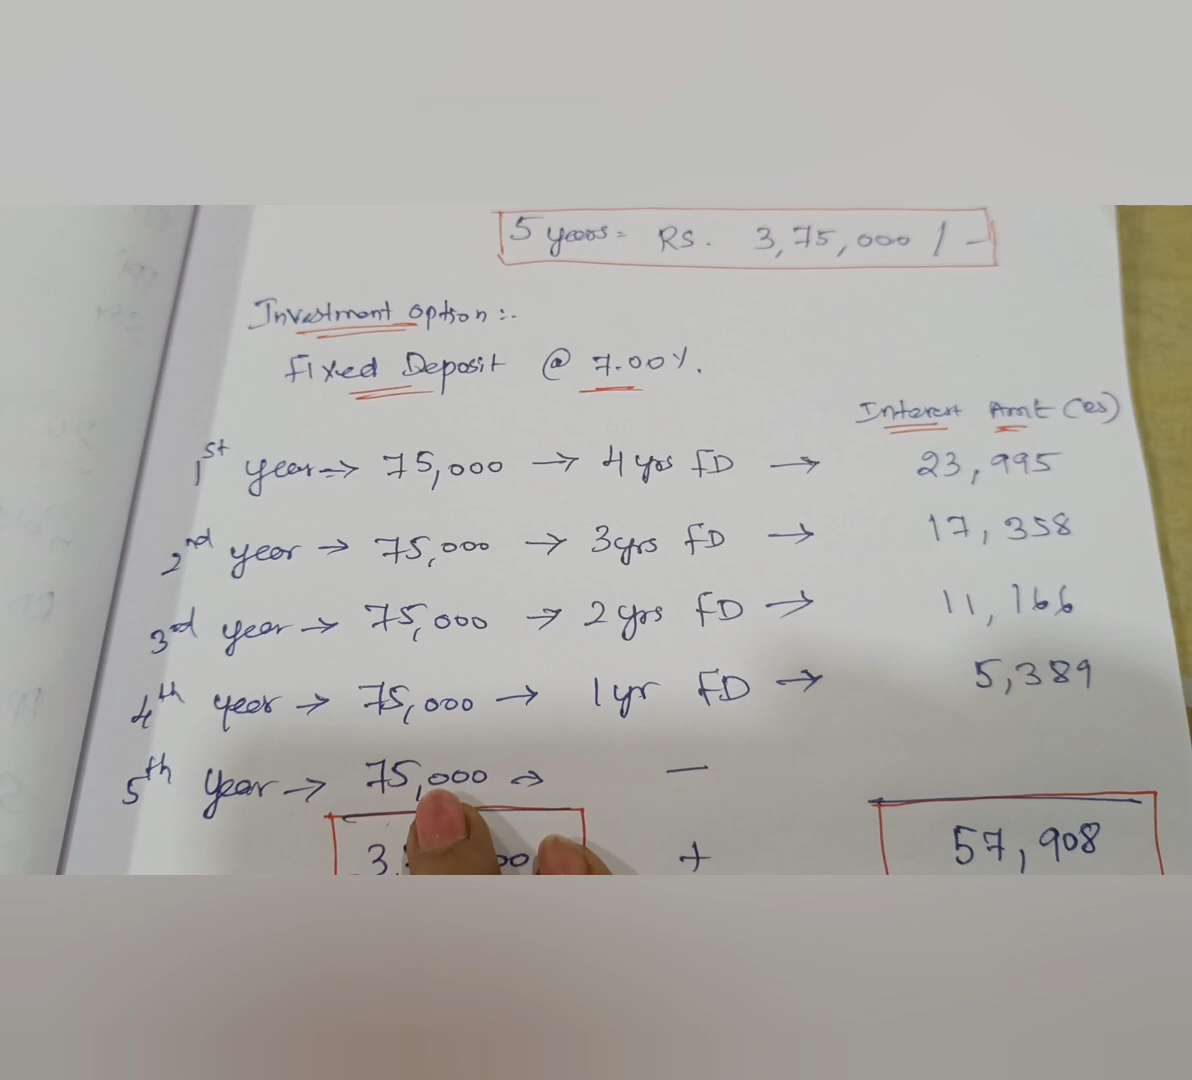 5 years = RS. 3,75,000/-
Investment option :-
Fixed Deposit @ 7.00%.
Interest Amt (Rs)
1st year → 75,000 → 4 yrs FD → 23,995
2nd year → 75,000 → 3yrs FD → 17,358
3rd year → 75,000 → 2 yrs FD → 11,166
4th year → 75,000 → 1 yr FD → 5,389
5th year → 75,000 → —
+ 57,908